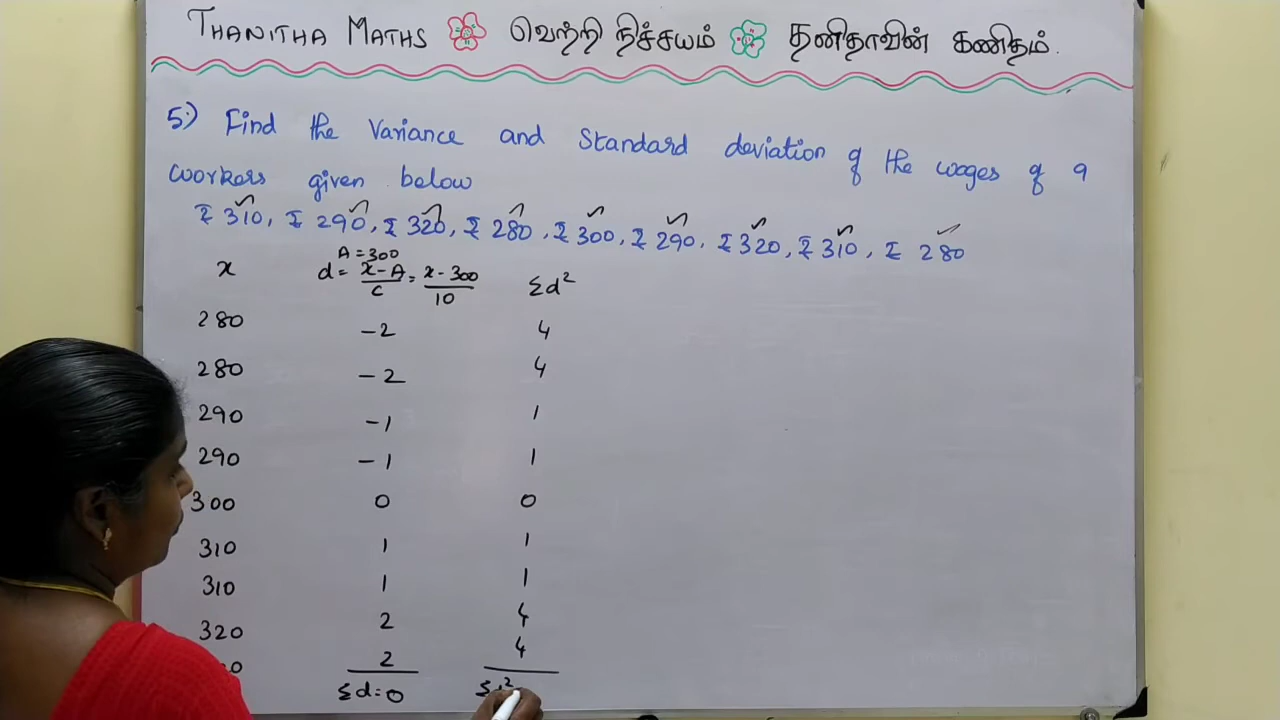 THANITHA MATHS வெற்றி நிச்சயம் தனிதாவின் கணிதம்.
5.) Find the Variance and Standard deviation of the wages of 9
workers given below
₹ 310, ₹ 290, ₹ 320, ₹ 280, ₹ 300, ₹ 290, ₹ 320, ₹ 310, ₹ 280
A = 300
x d = x-A/c = x-300/10 Σd²
280 -2 4
280 -2 4
290 -1 1
290 -1 1
300 0 0
310 1 1
310 1 1
320 2 4
2 4
Σd=0